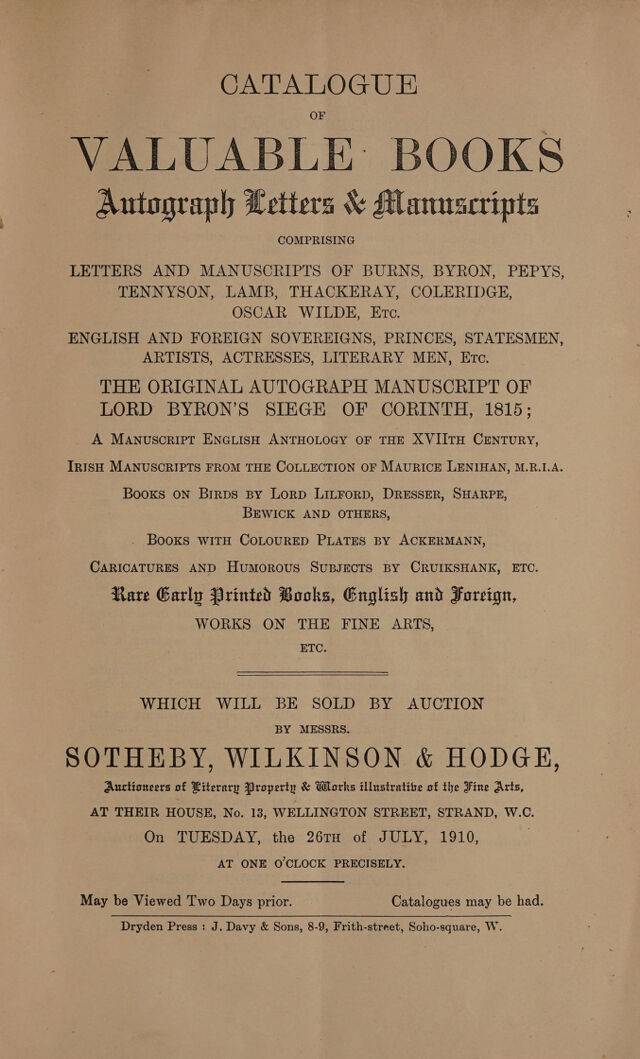 CATALOGUE
OF
VALUABLE BOOKS
Autograph Letters & Manuscripts
COMPRISING
LETTERS AND MANUSCRIPTS OF BURNS, BYRON, PEPYS,
TENNYSON, LAMB, THACKERAY, COLERIDGE,
OSCAR WILDE, ETC.
ENGLISH AND FOREIGN SOVEREIGNS, PRINCES, STATESMEN,
ARTISTS, ACTRESSES, LITERARY MEN, ETC.
THE ORIGINAL AUTOGRAPH MANUSCRIPT OF
LORD BYRON'S SIEGE OF CORINTH, 1815;
A MANUSCRIPT ENGLISH ANTHOLOGY OF THE XVIITH CENTURY,
IRISH MANUSCRIPTS FROM THE COLLECTION OF MAURICE LENIHAN, M.R.I.A.
BOOKS ON BIRDS BY LORD LILFORD, DRESSER, SHARPE,
BEWICK AND OTHERS,
BOOKS WITH COLOURED PLATES BY ACKERMANN,
CARICATURES AND HUMOROUS SUBJECTS BY CRUIKSHANK, ETC.
Rare Early Printed Books, English and Foreign,
WORKS ON THE FINE ARTS,
ETC.
WHICH WILL BE SOLD BY AUCTION
BY MESSRS.
SOTHEBY, WILKINSON & HODGE,
Auctioneers of Literary Property & Works illustrative of the Fine Arts,
AT THEIR HOUSE, No. 13, WELLINGTON STREET, STRAND, W.C.
On TUESDAY, the 26TH of JULY, 1910,
AT ONE O'CLOCK PRECISELY.
May be Viewed Two Days prior. Catalogues may be had.
Dryden Press: J. Davy & Sons, 8-9, Frith-street, Soho-square, W.